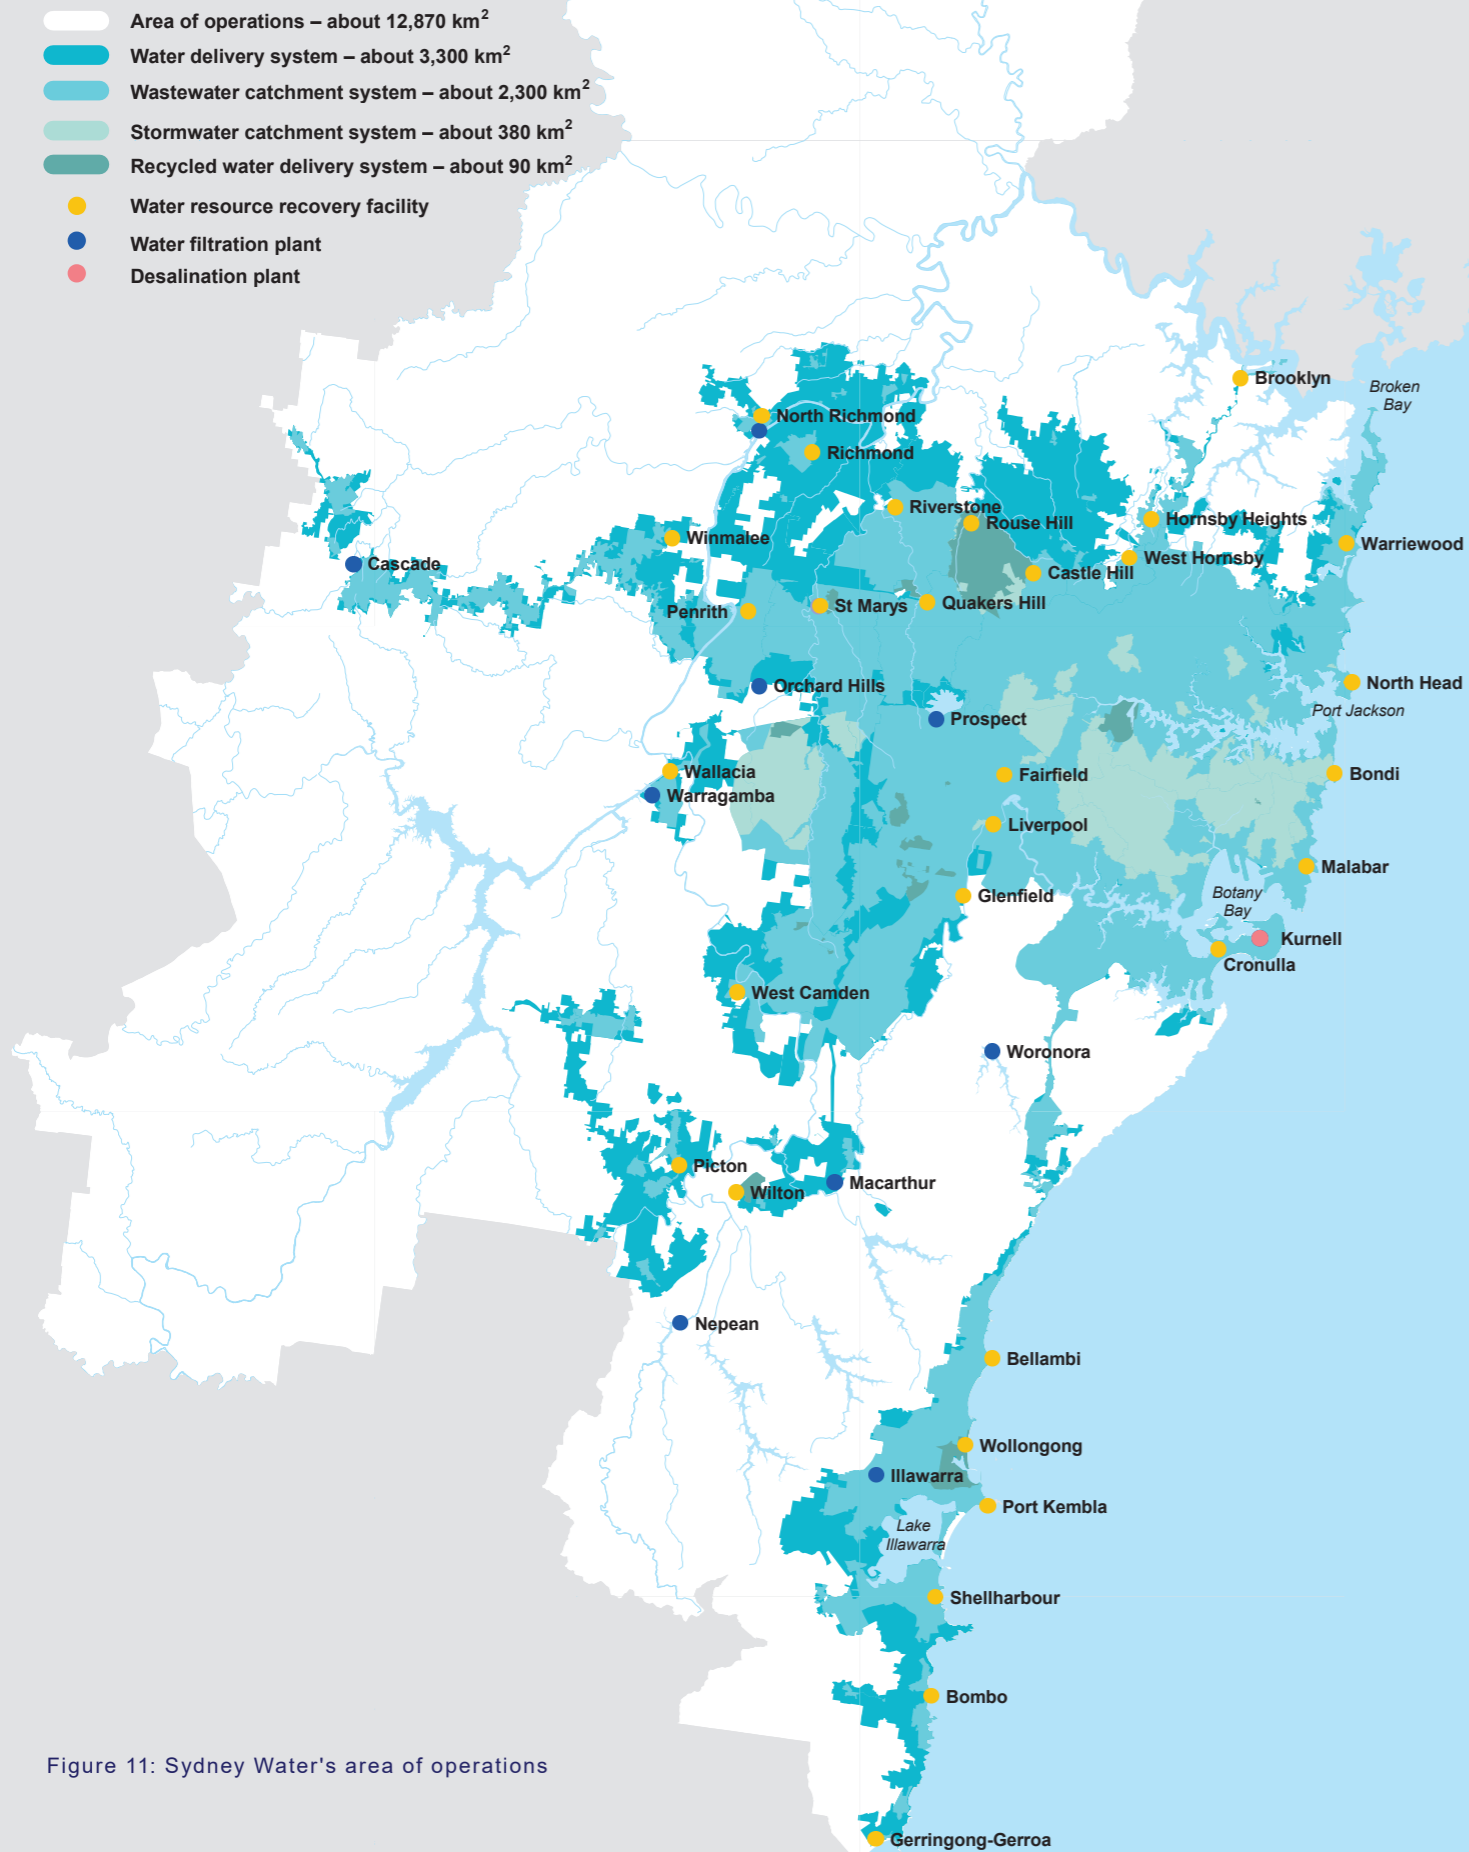 Area of operations – about 12,870 km²
Water delivery system – about 3,300 km²
Wastewater catchment system – about 2,300 km²
Stormwater catchment system – about 380 km²
Recycled water delivery system – about 90 km²
Water resource recovery facility
Water filtration plant
Desalination plant
Brooklyn
Broken
Bay
North Richmond
Richmond
Riverstone
Rouse Hill
Hornsby Heights
Winmalee
Warriewood
West Hornsby
Cascade
Castle Hill
Penrith
St Marys
Quakers Hill
Orchard Hills
North Head
Port Jackson
Prospect
Wallacia
Fairfield
Bondi
Warragamba
Liverpool
Malabar
Glenfield
Botany
Bay
Kurnell
Cronulla
West Camden
Woronora
Picton
Wilton
Macarthur
Nepean
Bellambi
Wollongong
Illawarra
Port Kembla
Lake
Illawarra
Shellharbour
Bombo
Figure 11: Sydney Water's area of operations
Gerringong-Gerroa